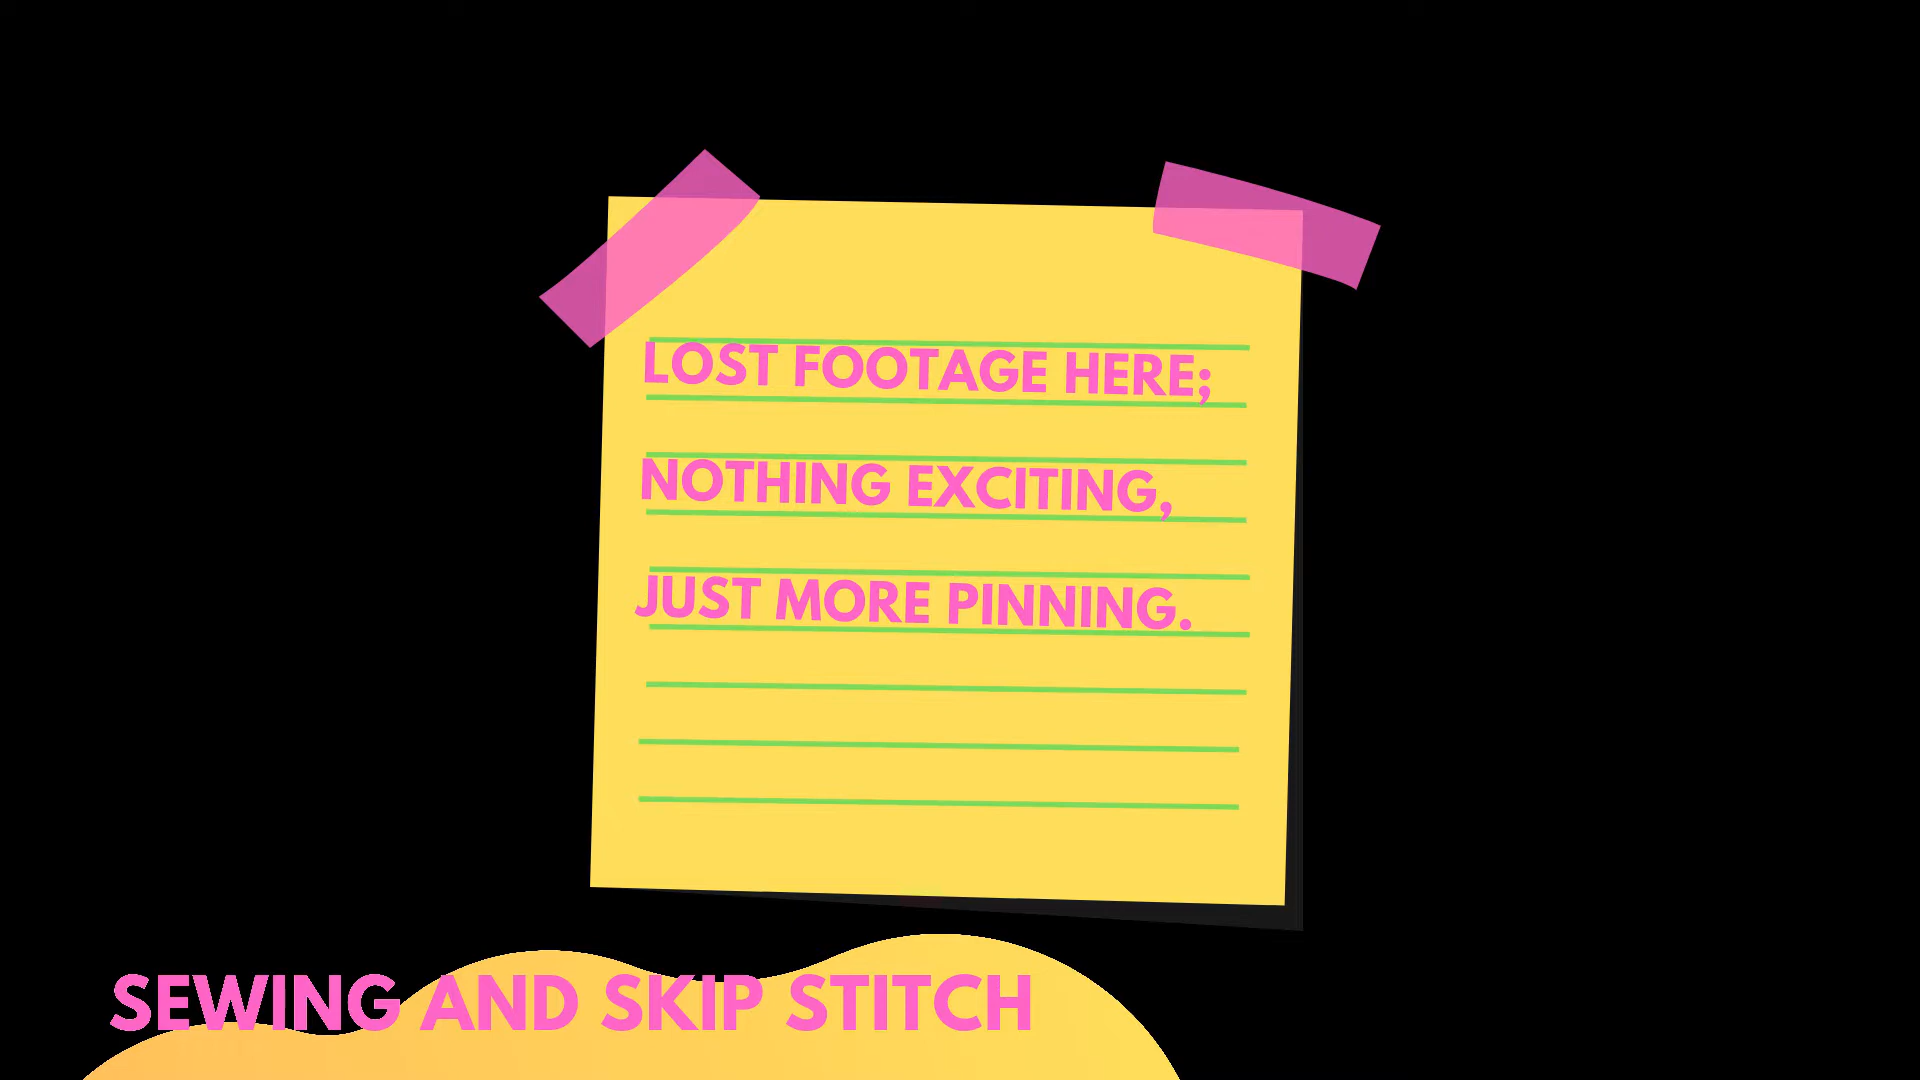 LOST FOOTAGE HERE;
NOTHING EXCITING,
JUST MORE PINNING.
SEWING AND SKIP STITCH